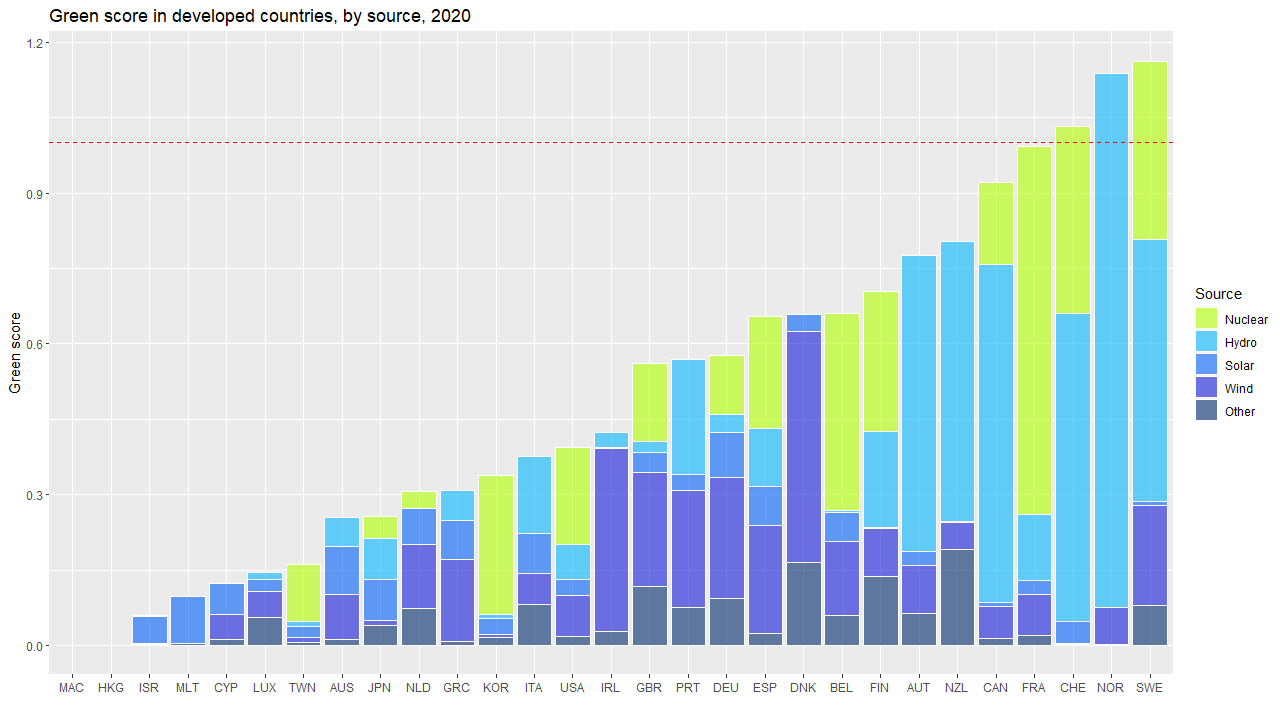 Green score in developed countries, by source, 2020
1.2
0.9
0.6
0.3
0.0
Green score
MAC HKG ISR MLT CYP LUX TWN AUS JPN NLD GRC KOR ITA USA IRL GBR PRT DEU ESP DNK BEL FIN AUT NZL CAN FRA CHE NOR SWE
Source
Nuclear
Hydro
Solar
Wind
Other